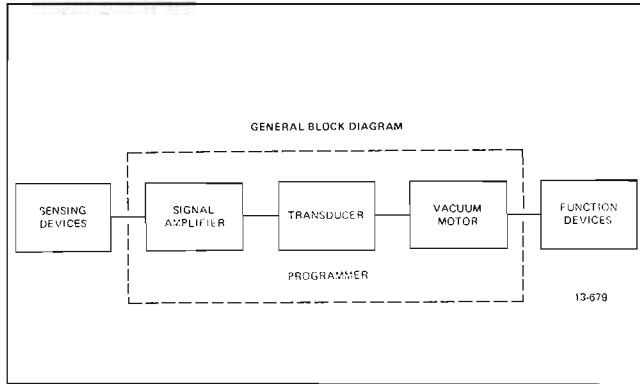 GENERAL BLOCK DIAGRAM
SENSING
DEVICES
SIGNAL
AMPLIFIER
TRANSDUCER
VACUUM
MOTOR
FUNCTION
DEVICES
PROGRAMMER
13-679